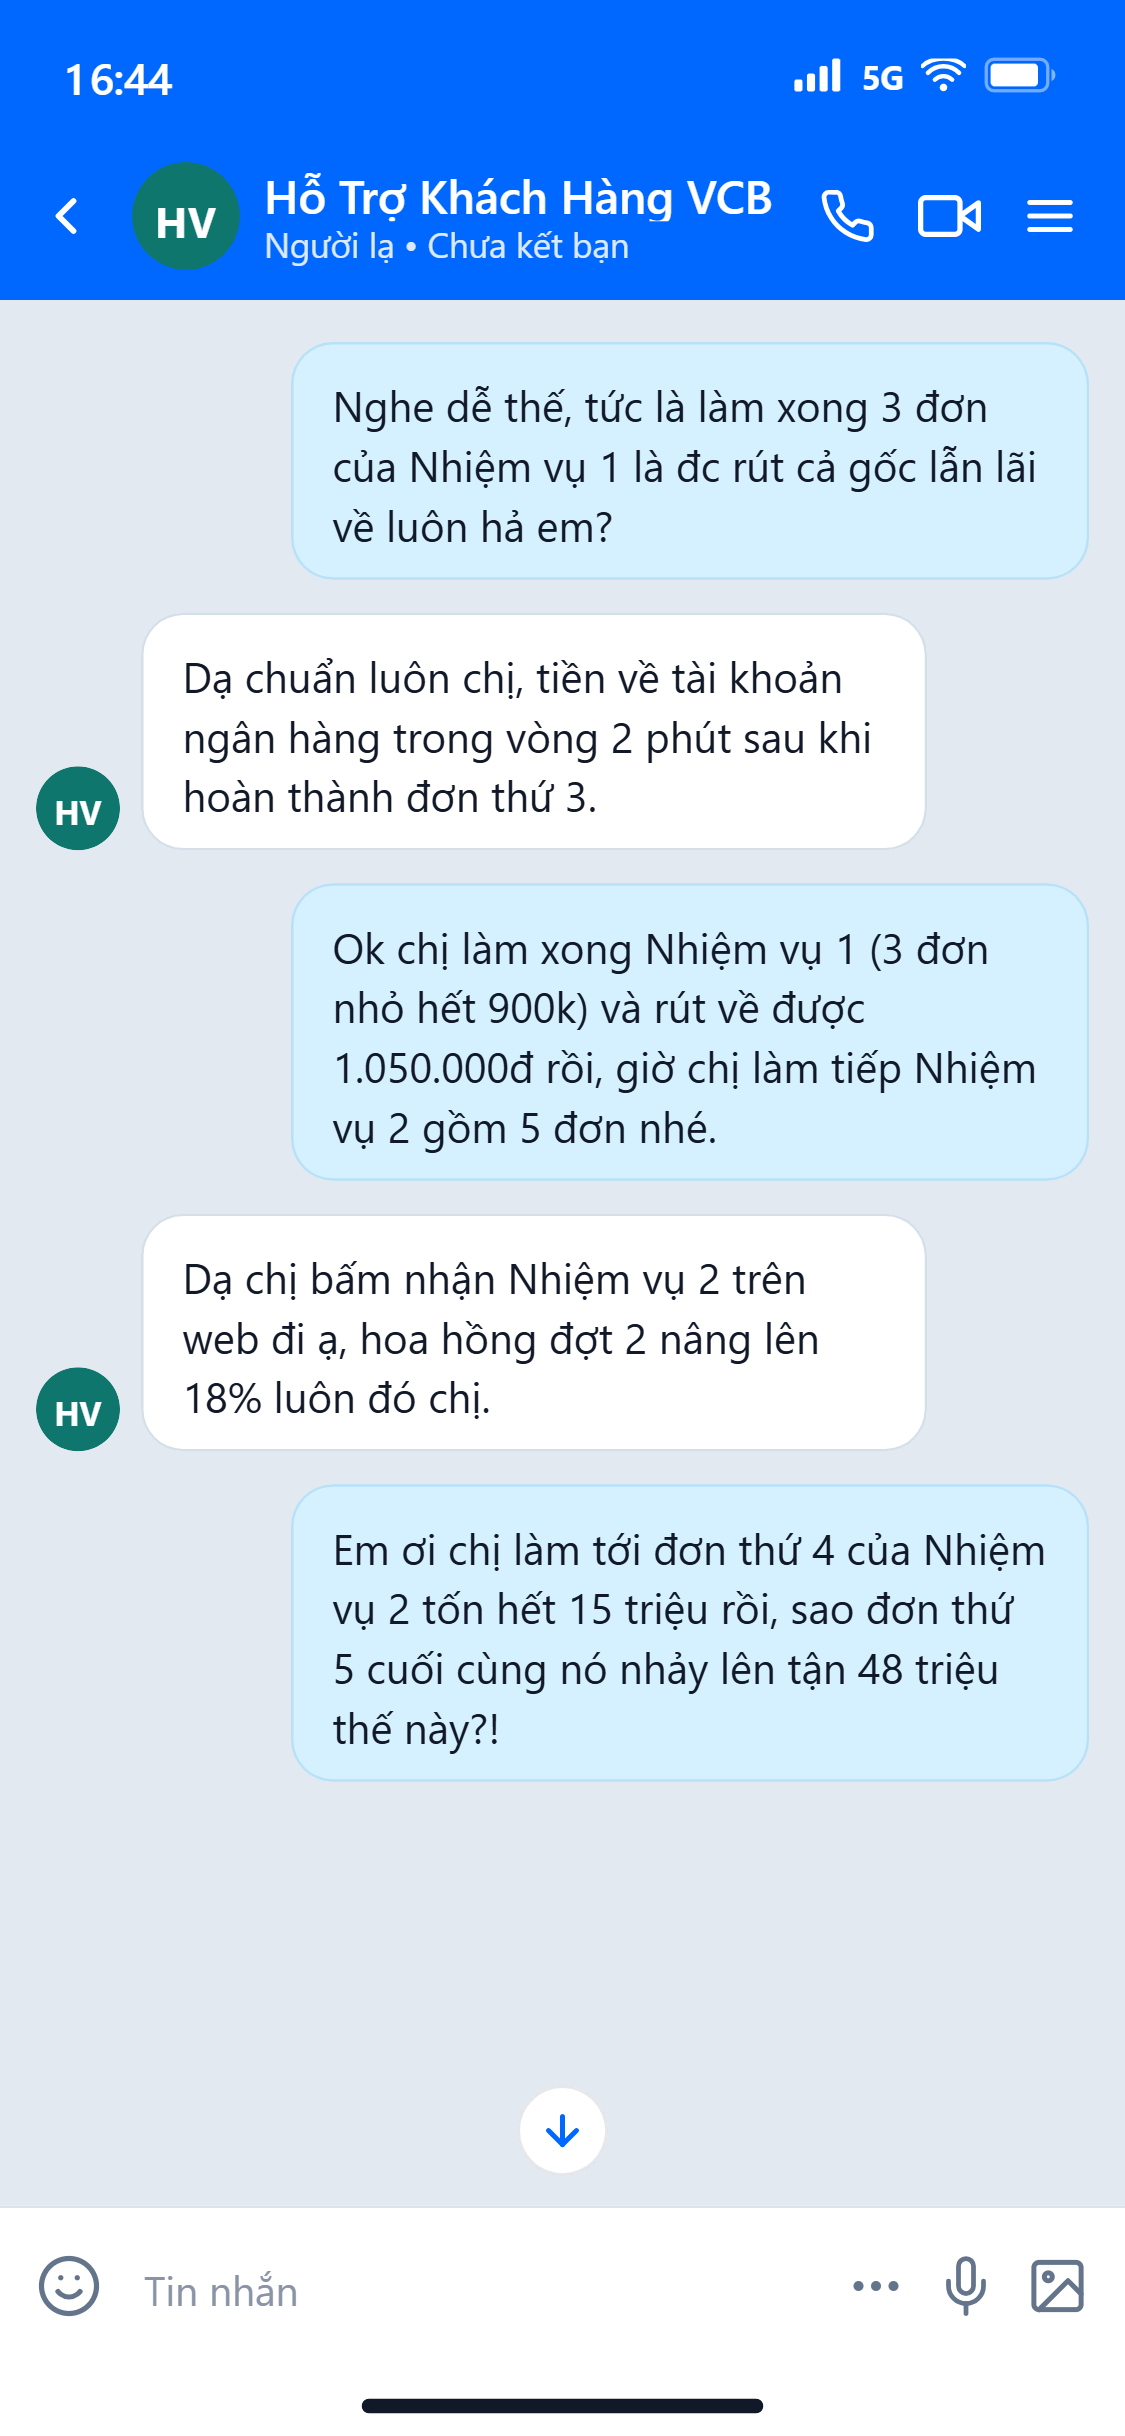 16:44
5G
HV
Hỗ Trợ Khách Hàng VCB
Người lạ • Chưa kết bạn
Nghe dễ thế, tức là làm xong 3 đơn
của Nhiệm vụ 1 là đc rút cả gốc lẫn lãi
về luôn hả em?
Dạ chuẩn luôn chị, tiền về tài khoản
ngân hàng trong vòng 2 phút sau khi
hoàn thành đơn thứ 3.
HV
Ok chị làm xong Nhiệm vụ 1 (3 đơn
nhỏ hết 900k) và rút về được
1.050.000đ rồi, giờ chị làm tiếp Nhiệm
vụ 2 gồm 5 đơn nhé.
Dạ chị bấm nhận Nhiệm vụ 2 trên
web đi ạ, hoa hồng đợt 2 nâng lên
18% luôn đó chị.
HV
Em ơi chị làm tới đơn thứ 4 của Nhiệm
vụ 2 tốn hết 15 triệu rồi, sao đơn thứ
5 cuối cùng nó nhảy lên tận 48 triệu
thế này?!
Tin nhắn